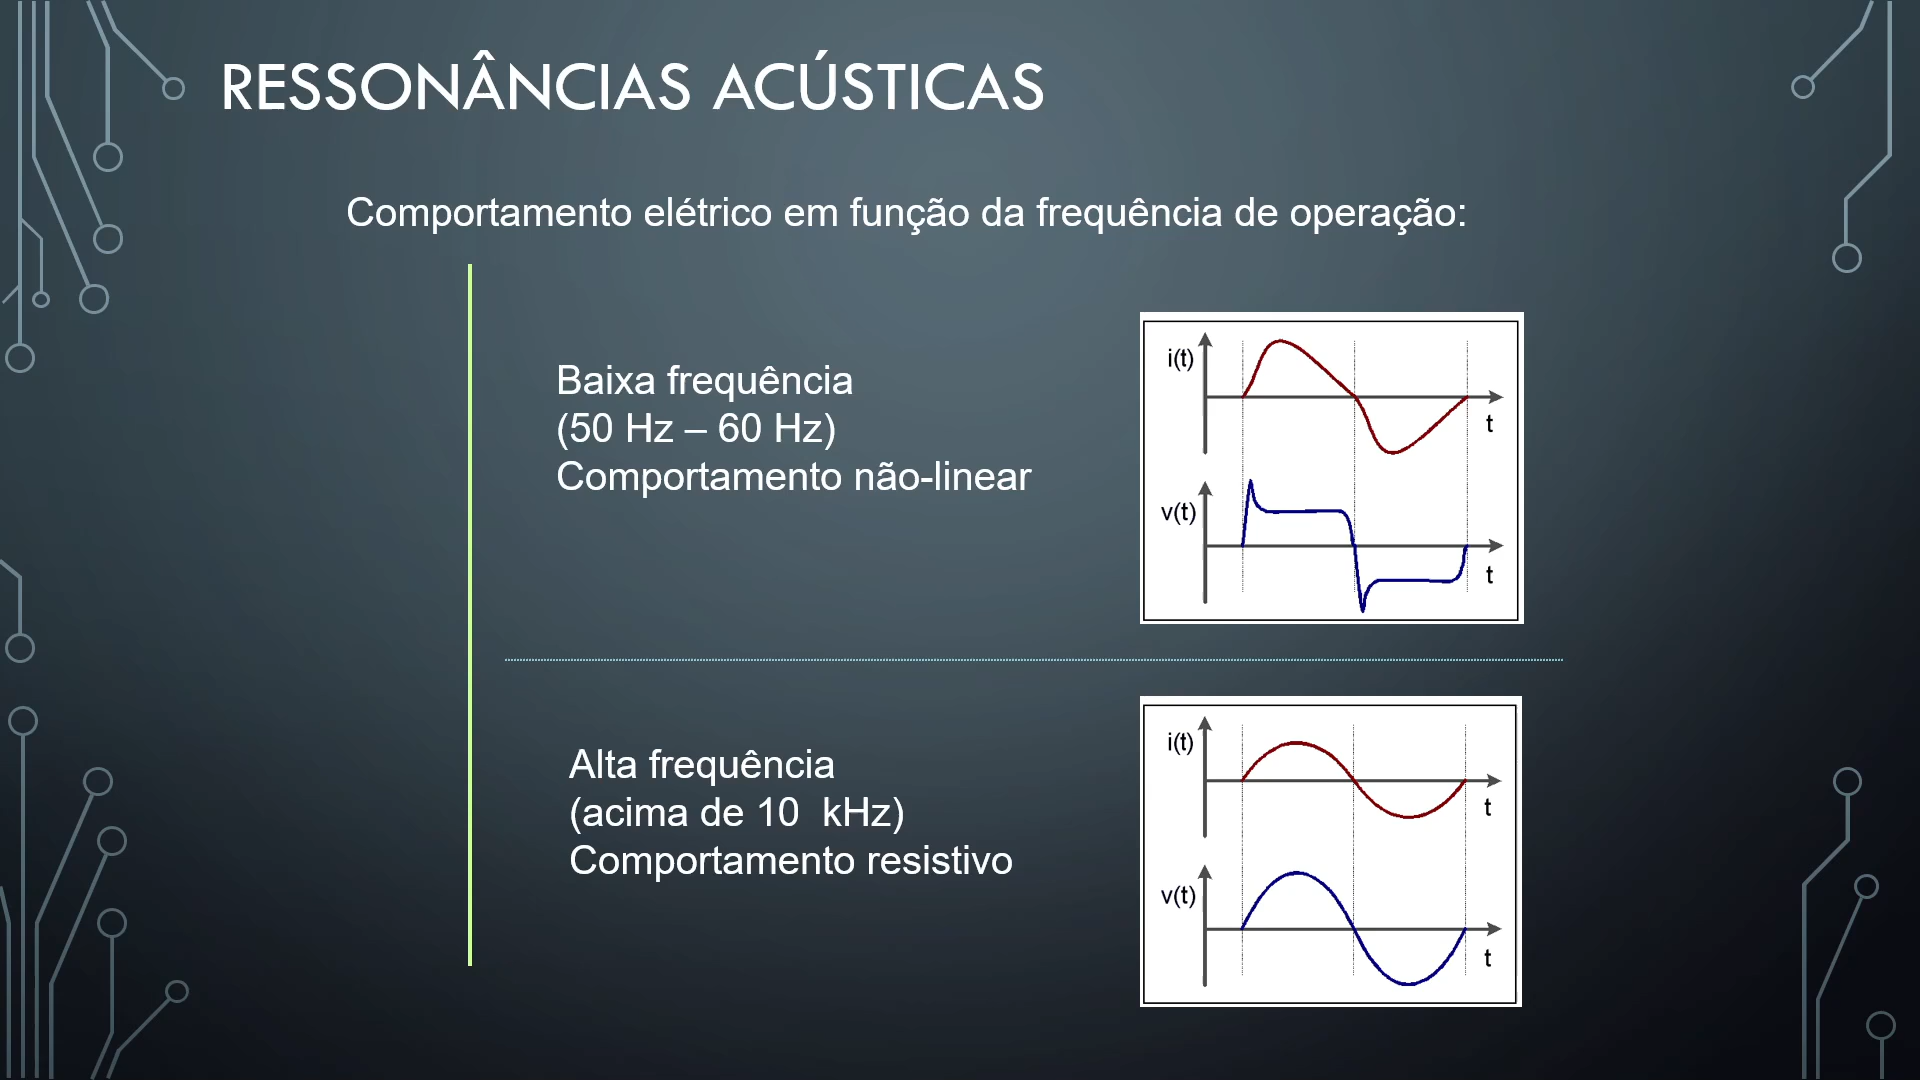 RESSONÂNCIAS ACÚSTICAS
Comportamento elétrico em função da frequência de operação:
Baixa frequência
(50 Hz – 60 Hz)
Comportamento não-linear
i(t)
t
v(t)
t
Alta frequência
(acima de 10  kHz)
Comportamento resistivo
i(t)
t
v(t)
t